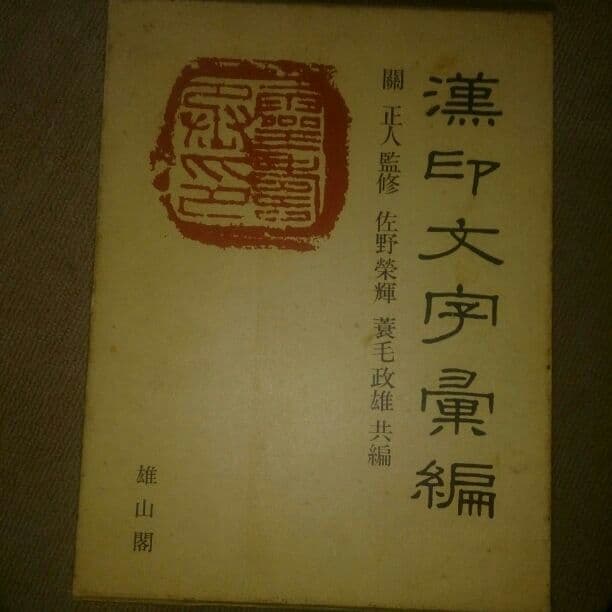 漢印文字彙編
關正人監修 佐野榮輝 蓑毛政雄 共編
雄山閣